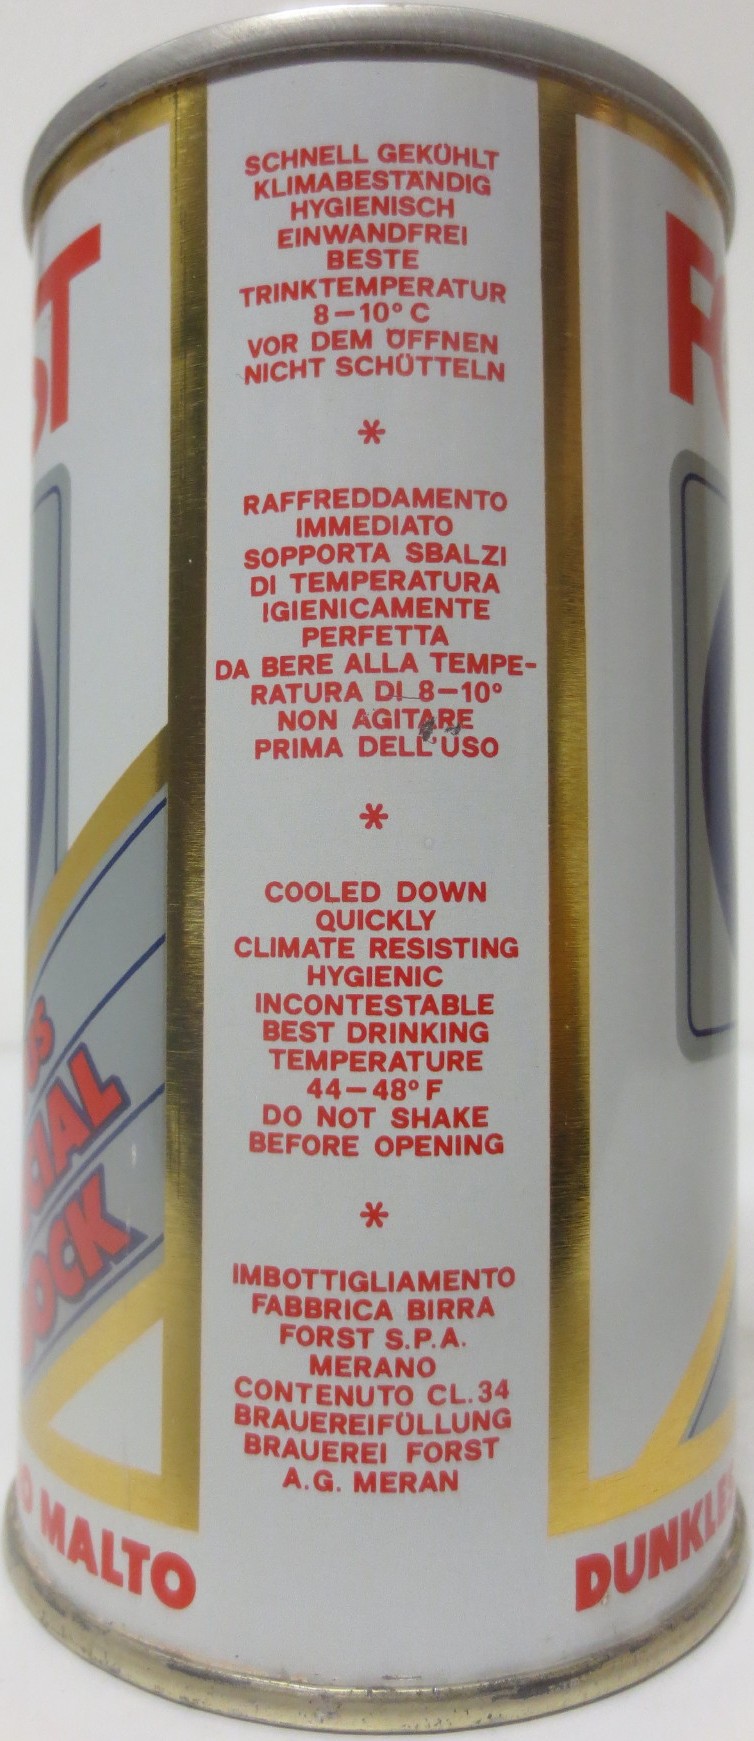 SCHNELL GEKÜHLT
KLIMABESTÄNDIG
HYGIENISCH
EINWANDFREI
BESTE
TRINKTEMPERATUR
8–10° C
VOR DEM ÖFFNEN
NICHT SCHÜTTELN
*
RAFFREDDAMENTO
IMMEDIATO
SOPPORTA SBALZI
DI TEMPERATURA
IGIENICAMENTE
PERFETTA
DA BERE ALLA TEMPE-
RATURA DI 8–10°
NON AGITARE
PRIMA DELL'USO
*
COOLED DOWN
QUICKLY
CLIMATE RESISTING
HYGIENIC
INCONTESTABLE
BEST DRINKING
TEMPERATURE
44–48° F
DO NOT SHAKE
BEFORE OPENING
*
IMBOTTIGLIAMENTO
FABBRICA BIRRA
FORST S.P.A.
MERANO
CONTENUTO CL. 34
BRAUEREIFÜLLUNG
BRAUEREI FORST
A.G. MERAN
MALTO